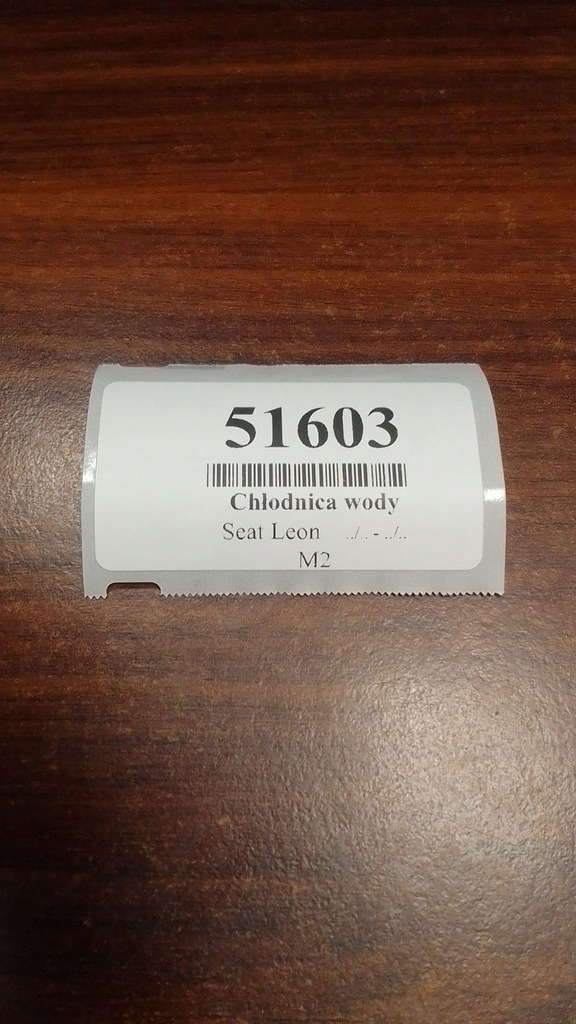 51603
Chłodnica wody
Seat Leon ../.. - ../..
M2